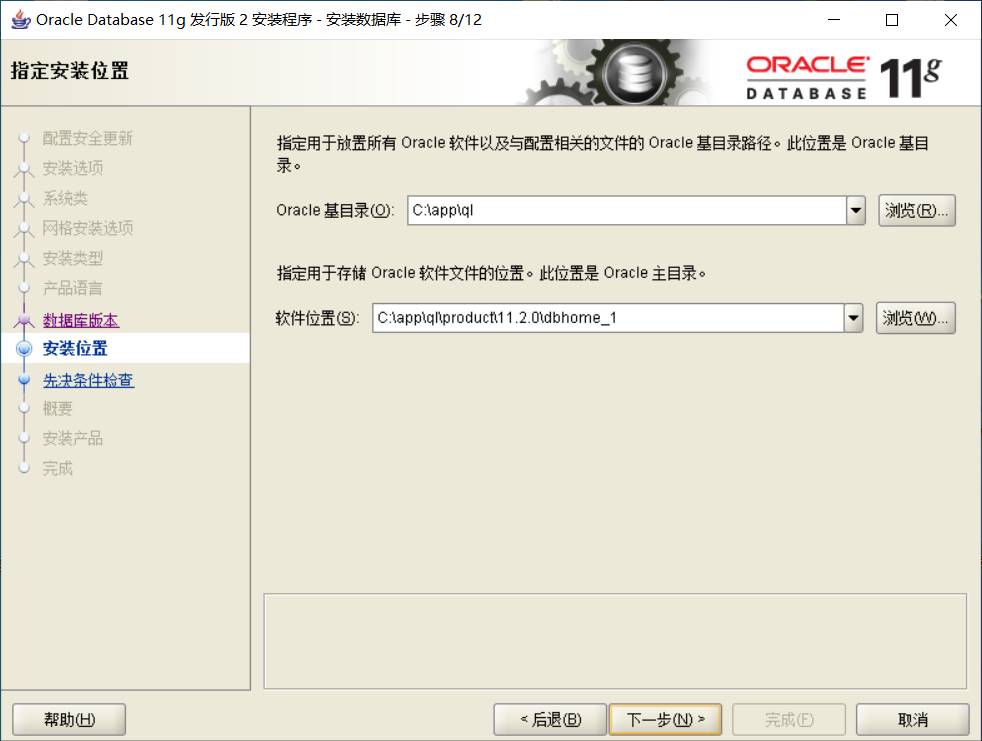 Oracle Database 11g 发行版 2 安装程序 - 安装数据库 - 步骤 8/12
指定安装位置
ORACLE
DATABASE
11g
配置安全更新
安装选项
系统类
网格安装选项
安装类型
产品语言
数据库版本
安装位置
先决条件检查
概要
安装产品
完成
指定用于放置所有 Oracle 软件以及与配置相关的文件的 Oracle 基目录路径。此位置是 Oracle 基目
录。
Oracle 基目录(O): C:\app\ql 浏览(R)...
指定用于存储 Oracle 软件文件的位置。此位置是 Oracle 主目录。
软件位置(S): C:\app\ql\product\11.2.0\dbhome_1 浏览(W)...
帮助(H) < 后退(B) 下一步(N) > 完成(F) 取消